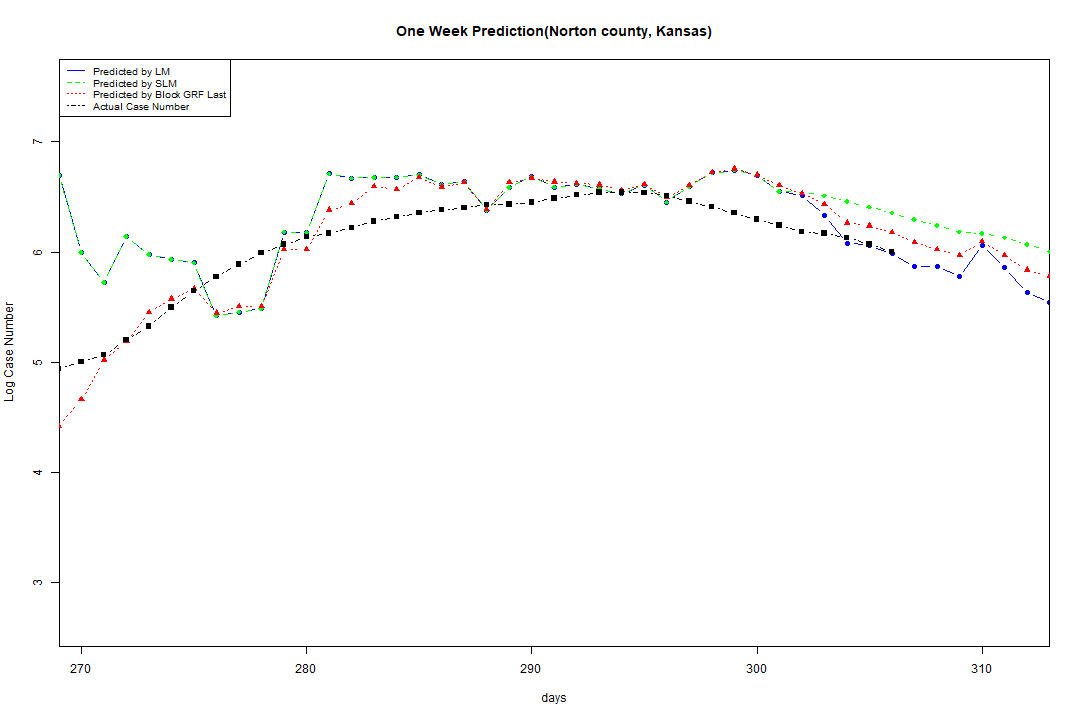 One Week Prediction(Norton county, Kansas)
Predicted by LM
Predicted by SLM
Predicted by Block GRF Last
Actual Case Number
7
6
5
4
3
Log Case Number
270 280 290 300 310
days